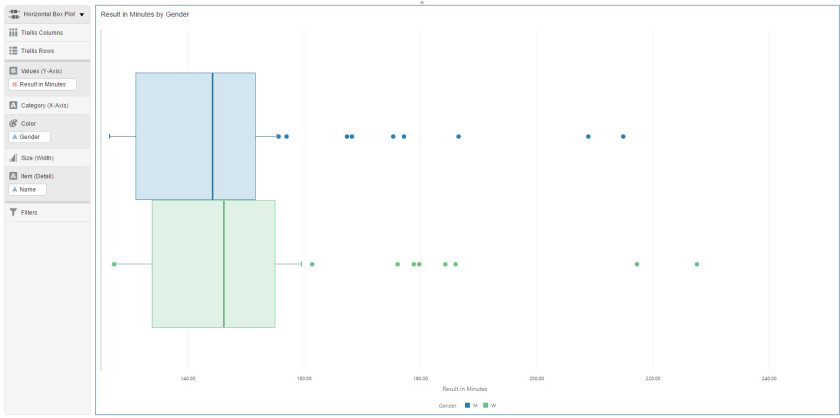 Horizontal Box Plot
Result in Minutes by Gender
Trellis Columns
Trellis Rows
Values (Y-Axis)
# Result in Minutes
Category (X-Axis)
Color
A Gender
Size (Width)
Item (Detail)
A Name
Filters
140.00 160.00 180.00 200.00 220.00 240.00
Result in Minutes
Gender M W